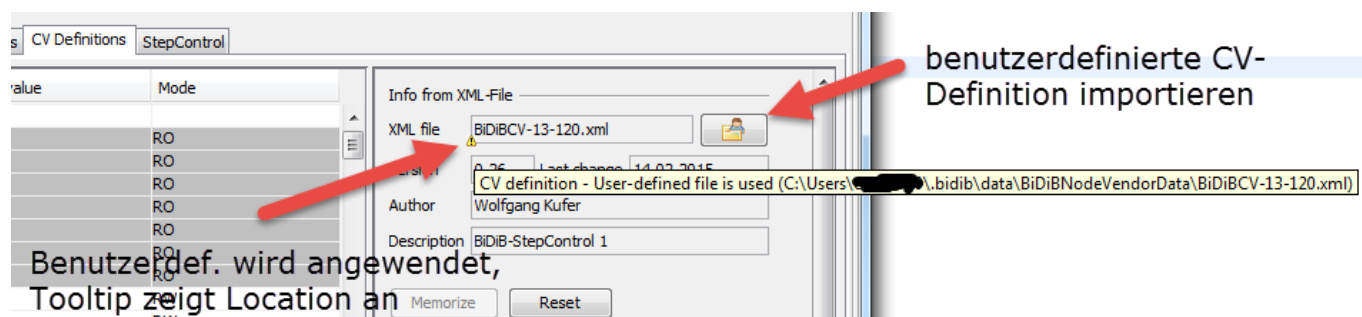 s CV Definitions StepControl
value Mode
RO
RO
RO
RO
RO
RO
RO
Info from XML-File
XML file BiDiBCV-13-120.xml
Last change 14.02.2015
CV definition - User-defined file is used (C:\Users\ \.bidib\data\BiDiBNodeVendorData\BiDiBCV-13-120.xml)
Author Wolfgang Kufer
Description BiDiB-StepControl 1
Memorize Reset
benutzerdefinierte CV-
Definition importieren
Benutzerdef. wird angewendet,
Tooltip zeigt Location an